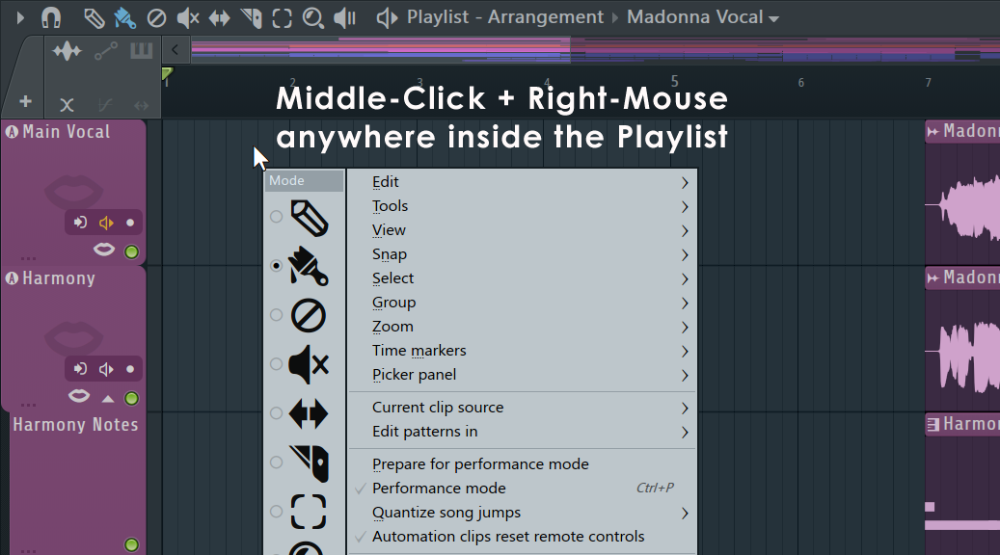 Playlist - Arrangement Madonna Vocal
1 2 3 4 5 6 7
Middle-Click + Right-Mouse
anywhere inside the Playlist
A Main Vocal
Madonn
Mode
Edit
Tools
View
Snap
Select
A Harmony
Madonn
Group
Zoom
Time markers
Picker panel
Current clip source
Harmony Notes
Harmon
Edit patterns in
Prepare for performance mode
Performance mode Ctrl+P
Quantize song jumps
Automation clips reset remote controls